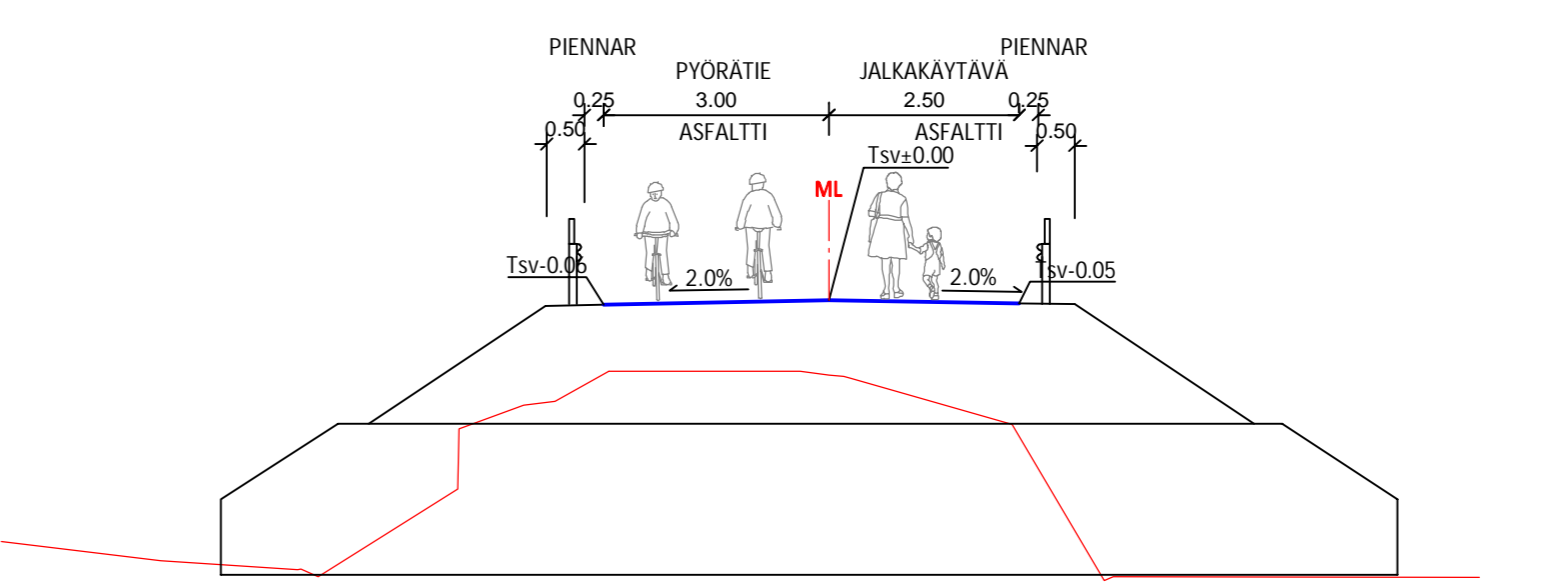 PIENNAR PIENNAR
PYÖRÄTIE JALKAKÄYTÄVÄ
0.25 3.00 2.50 0.25
0.50 ASFALTTI ASFALTTI 0.50
Tsv±0.00
ML
Tsv-0.06 2.0% 2.0% Tsv-0.05